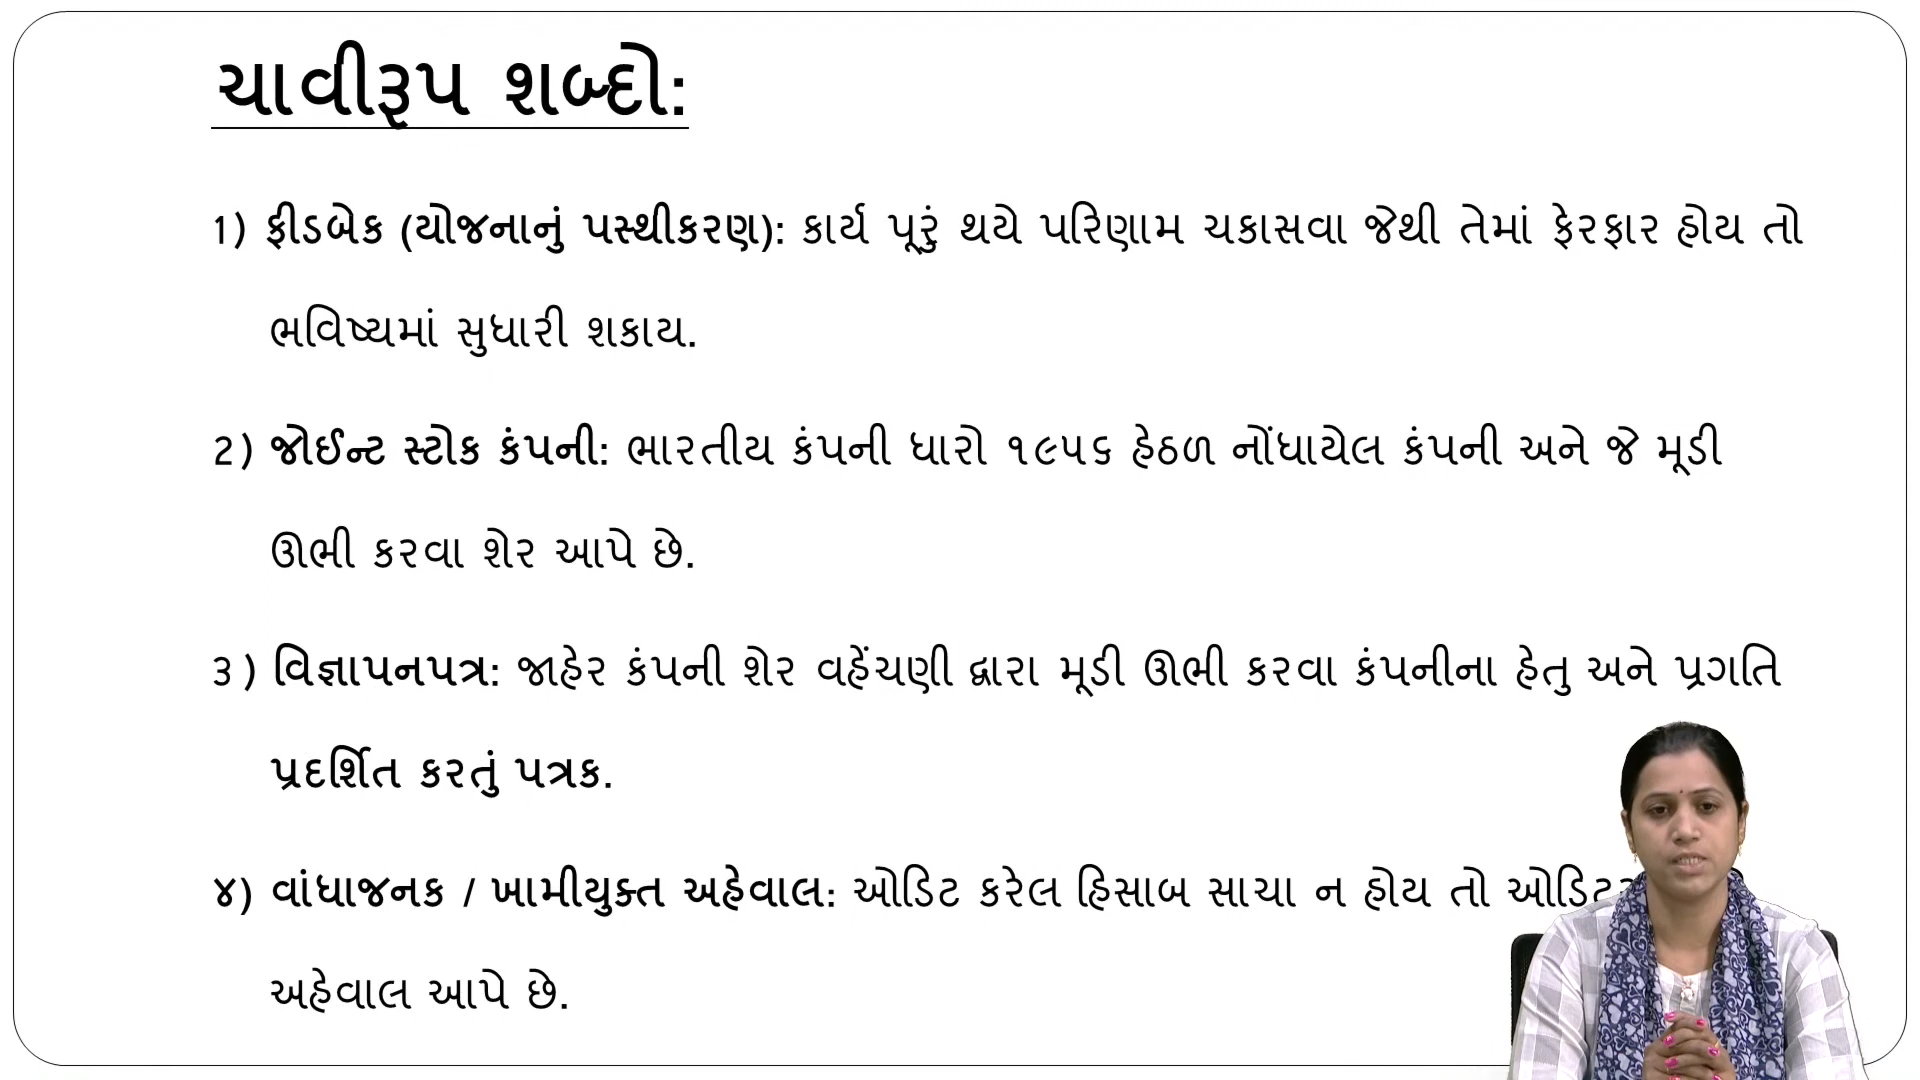 ચાવીરૂપ શબ્દો:
1) ફીડબેક (યોજનાનું પસ્થીકરણ): કાર્ય પૂરું થયે પરિણામ ચકાસવા જેથી તેમાં ફેરફાર હોય તો
ભવિષ્યમાં સુધારી શકાય.
2) જોઈન્ટ સ્ટોક કંપની: ભારતીય કંપની ધારો ૧૯૫૬ હેઠળ નોંધાયેલ કંપની અને જે મૂડી
ઊભી કરવા શેર આપે છે.
૩) વિજ્ઞાપનપત્ર: જાહેર કંપની શેર વહેંચણી દ્વારા મૂડી ઊભી કરવા કંપનીના હેતુ અને પ્રગતિ
પ્રદર્શિત કરતું પત્રક.
૪) વાંધાજનક / ખામીયુક્ત અહેવાલ: ઓડિટ કરેલ હિસાબ સાચા ન હોય તો
અહેવાલ આપે છે.